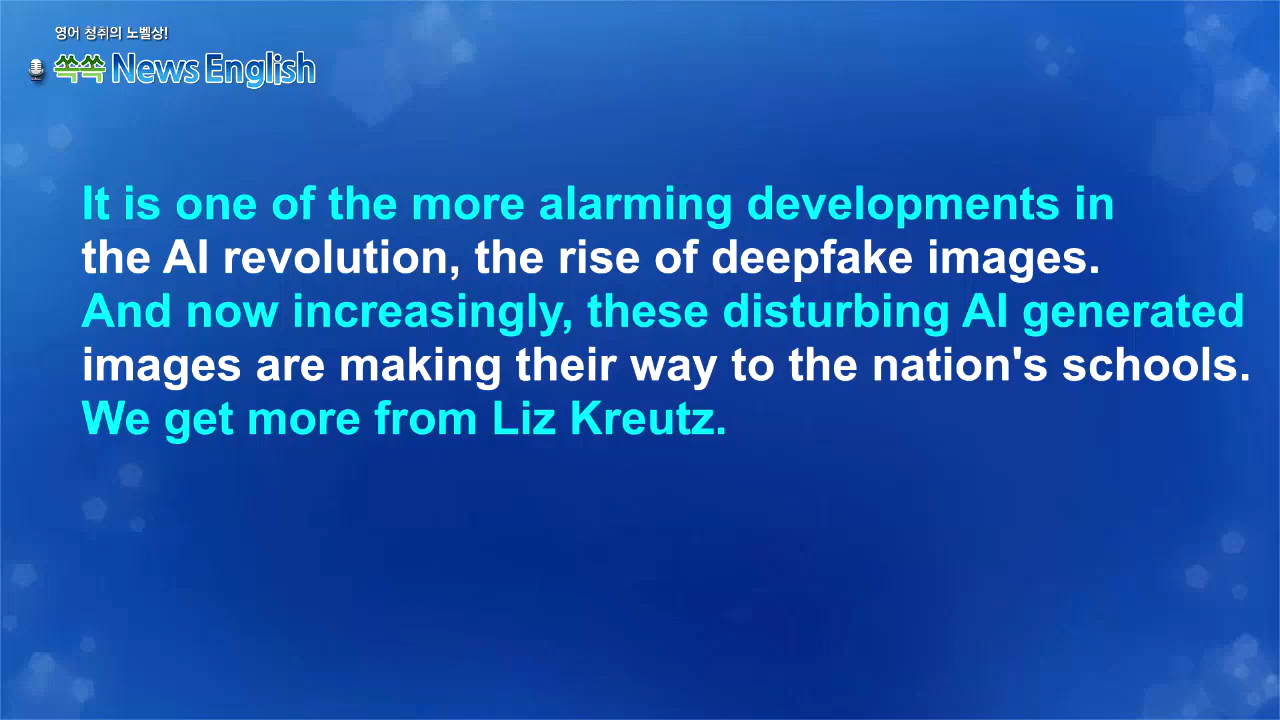 영어 청취의 노벨상!
쏙쏙 News English
It is one of the more alarming developments in
the AI revolution, the rise of deepfake images.
And now increasingly, these disturbing AI generated
images are making their way to the nation's schools.
We get more from Liz Kreutz.